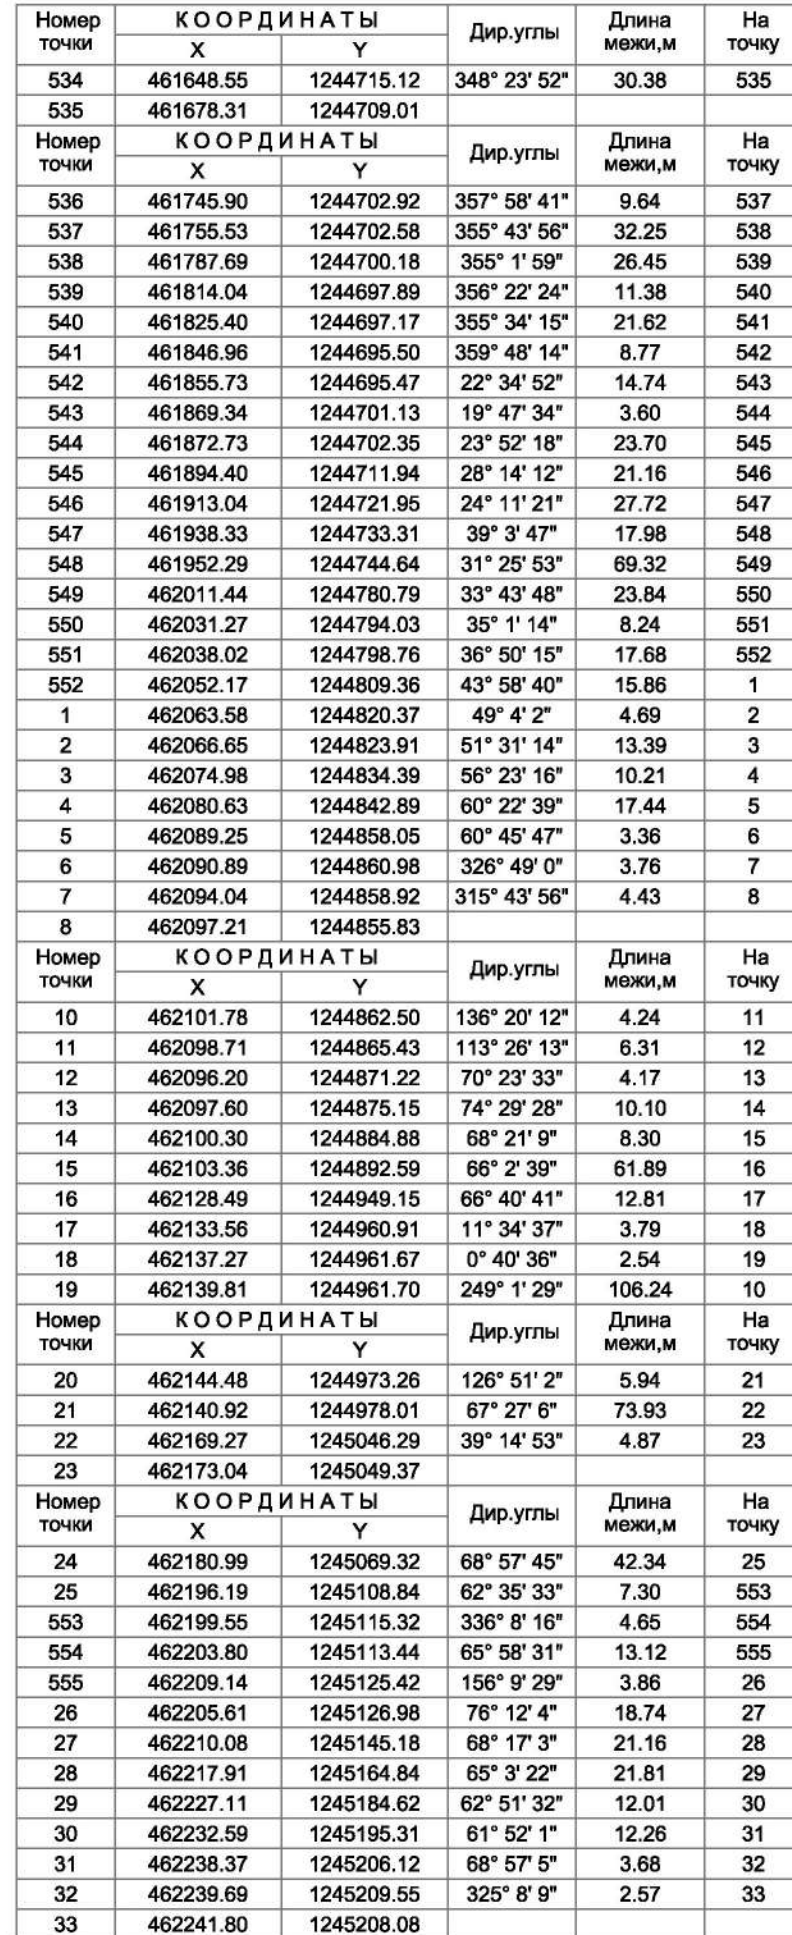 Номер точки КООРДИНАТЫ Дир.углы Длина межи,м На точку
X Y
534 461648.55 1244715.12 348° 23' 52" 30.38 535
535 461678.31 1244709.01
Номер точки КООРДИНАТЫ Дир.углы Длина межи,м На точку
X Y
536 461745.90 1244702.92 357° 58' 41" 9.64 537
537 461755.53 1244702.58 355° 43' 56" 32.25 538
538 461787.69 1244700.18 355° 1' 59" 26.45 539
539 461814.04 1244697.89 356° 22' 24" 11.38 540
540 461825.40 1244697.17 355° 34' 15" 21.62 541
541 461846.96 1244695.50 359° 48' 14" 8.77 542
542 461855.73 1244695.47 22° 34' 52" 14.74 543
543 461869.34 1244701.13 19° 47' 34" 3.60 544
544 461872.73 1244702.35 23° 52' 18" 23.70 545
545 461894.40 1244711.94 28° 14' 12" 21.16 546
546 461913.04 1244721.95 24° 11' 21" 27.72 547
547 461938.33 1244733.31 39° 3' 47" 17.98 548
548 461952.29 1244744.64 31° 25' 53" 69.32 549
549 462011.44 1244780.79 33° 43' 48" 23.84 550
550 462031.27 1244794.03 35° 1' 14" 8.24 551
551 462038.02 1244798.76 36° 50' 15" 17.68 552
552 462052.17 1244809.36 43° 58' 40" 15.86 1
1 462063.58 1244820.37 49° 4' 2" 4.69 2
2 462066.65 1244823.91 51° 31' 14" 13.39 3
3 462074.98 1244834.39 56° 23' 16" 10.21 4
4 462080.63 1244842.89 60° 22' 39" 17.44 5
5 462089.25 1244858.05 60° 45' 47" 3.36 6
6 462090.89 1244860.98 326° 49' 0" 3.76 7
7 462094.04 1244858.92 315° 43' 56" 4.43 8
8 462097.21 1244855.83
Номер точки КООРДИНАТЫ Дир.углы Длина межи,м На точку
X Y
10 462101.78 1244862.50 136° 20' 12" 4.24 11
11 462098.71 1244865.43 113° 26' 13" 6.31 12
12 462096.20 1244871.22 70° 23' 33" 4.17 13
13 462097.60 1244875.15 74° 29' 28" 10.10 14
14 462100.30 1244884.88 68° 21' 9" 8.30 15
15 462103.36 1244892.59 66° 2' 39" 61.89 16
16 462128.49 1244949.15 66° 40' 41" 12.81 17
17 462133.56 1244960.91 11° 34' 37" 3.79 18
18 462137.27 1244961.67 0° 40' 36" 2.54 19
19 462139.81 1244961.70 249° 1' 29" 106.24 10
Номер точки КООРДИНАТЫ Дир.углы Длина межи,м На точку
X Y
20 462144.48 1244973.26 126° 51' 2" 5.94 21
21 462140.92 1244978.01 67° 27' 6" 73.93 22
22 462169.27 1245046.29 39° 14' 53" 4.87 23
23 462173.04 1245049.37
Номер точки КООРДИНАТЫ Дир.углы Длина межи,м На точку
X Y
24 462180.99 1245069.32 68° 57' 45" 42.34 25
25 462196.19 1245108.84 62° 35' 33" 7.30 553
553 462199.55 1245115.32 336° 8' 16" 4.65 554
554 462203.80 1245113.44 65° 58' 31" 13.12 555
555 462209.14 1245125.42 156° 9' 29" 3.86 26
26 462205.61 1245126.98 76° 12' 4" 18.74 27
27 462210.08 1245145.18 68° 17' 3" 21.16 28
28 462217.91 1245164.84 65° 3' 22" 21.81 29
29 462227.11 1245184.62 62° 51' 32" 12.01 30
30 462232.59 1245195.31 61° 52' 1" 12.26 31
31 462238.37 1245206.12 68° 57' 5" 3.68 32
32 462239.69 1245209.55 325° 8' 9" 2.57 33
33 462241.80 1245208.08